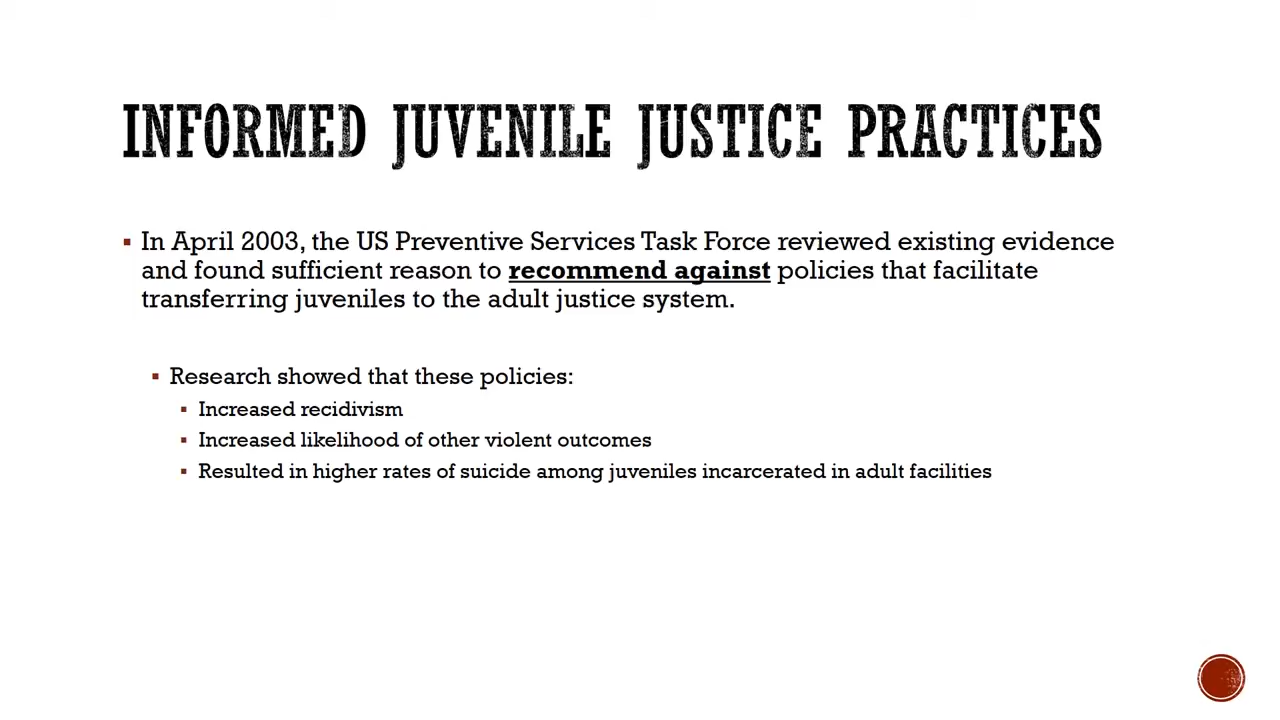 INFORMED JUVENILE JUSTICE PRACTICES
▪ In April 2003, the US Preventive Services Task Force reviewed existing evidence
and found sufficient reason to recommend against policies that facilitate
transferring juveniles to the adult justice system.
▪ Research showed that these policies:
▪ Increased recidivism
▪ Increased likelihood of other violent outcomes
▪ Resulted in higher rates of suicide among juveniles incarcerated in adult facilities